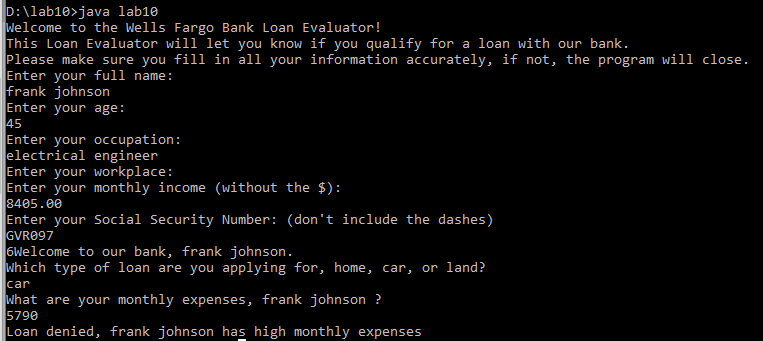 D:\lab10>java lab10
Welcome to the Wells Fargo Bank Loan Evaluator!
This Loan Evaluator will let you know if you qualify for a loan with our bank.
Please make sure you fill in all your information accurately, if not, the program will close.
Enter your full name:
frank johnson
Enter your age:
45
Enter your occupation:
electrical engineer
Enter your workplace:
Enter your monthly income (without the $):
8405.00
Enter your Social Security Number: (don't include the dashes)
GVR097
6Welcome to our bank, frank johnson.
Which type of loan are you applying for, home, car, or land?
car
What are your monthly expenses, frank johnson ?
5790
Loan denied, frank johnson has high monthly expenses